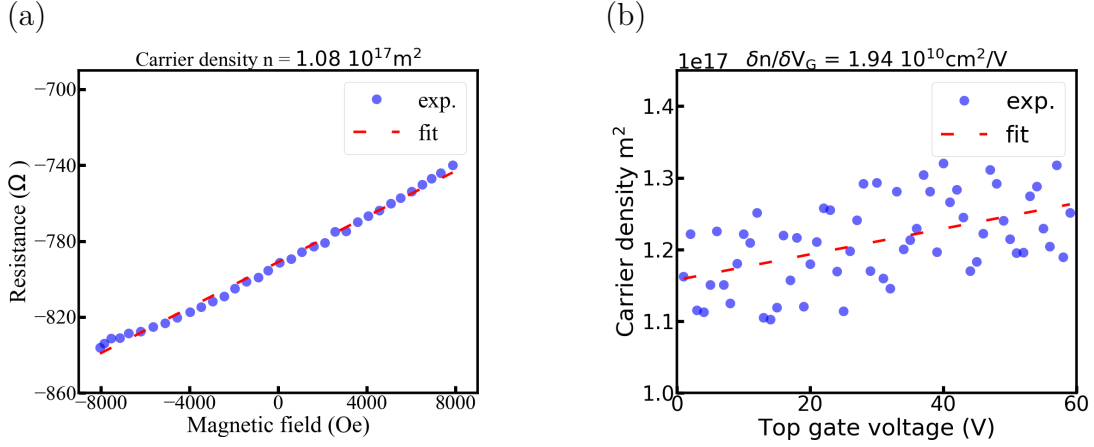 (a)
Carrier density n = 1.08 10¹⁷m²
Resistance (Ω)
−700
−740
−780
−820
−860
exp.
fit
−8000 −4000 0 4000 8000
Magnetic field (Oe)
(b)
1e17 δn/δV_G = 1.94 10¹⁰cm²/V
Carrier density m²
1.4
1.3
1.2
1.1
1.0
exp.
fit
0 20 40 60
Top gate voltage (V)